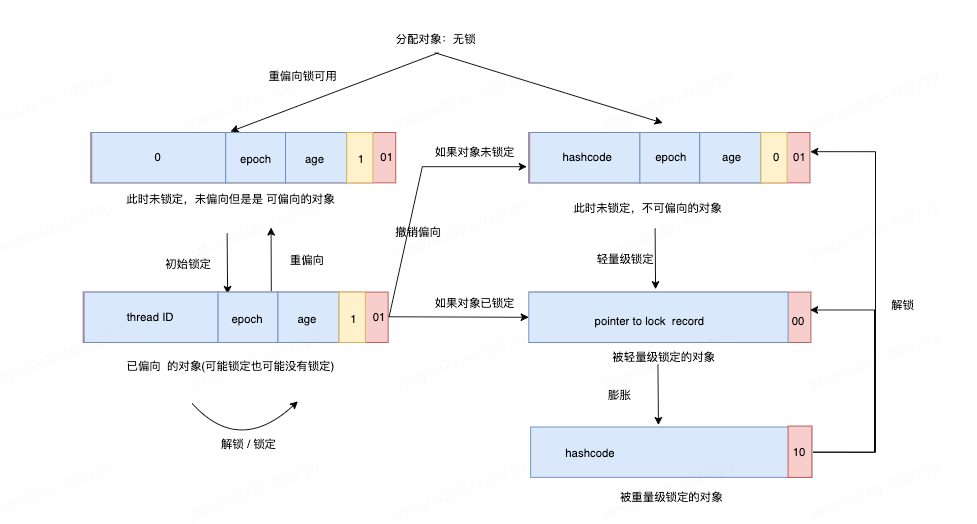 分配对象：无锁
重偏向锁可用
0 epoch age 1 01
hashcode epoch age 0 01
如果对象未锁定
此时未锁定，未偏向但是是 可偏向的对象
此时未锁定，不可偏向的对象
撤销偏向
初始锁定
重偏向
轻量级锁定
thread ID epoch age 1 01
如果对象已锁定
pointer to lock record 00
解锁
已偏向 的对象(可能锁定也可能没有锁定)
被轻量级锁定的对象
膨胀
解锁 / 锁定
hashcode 10
被重量级锁定的对象